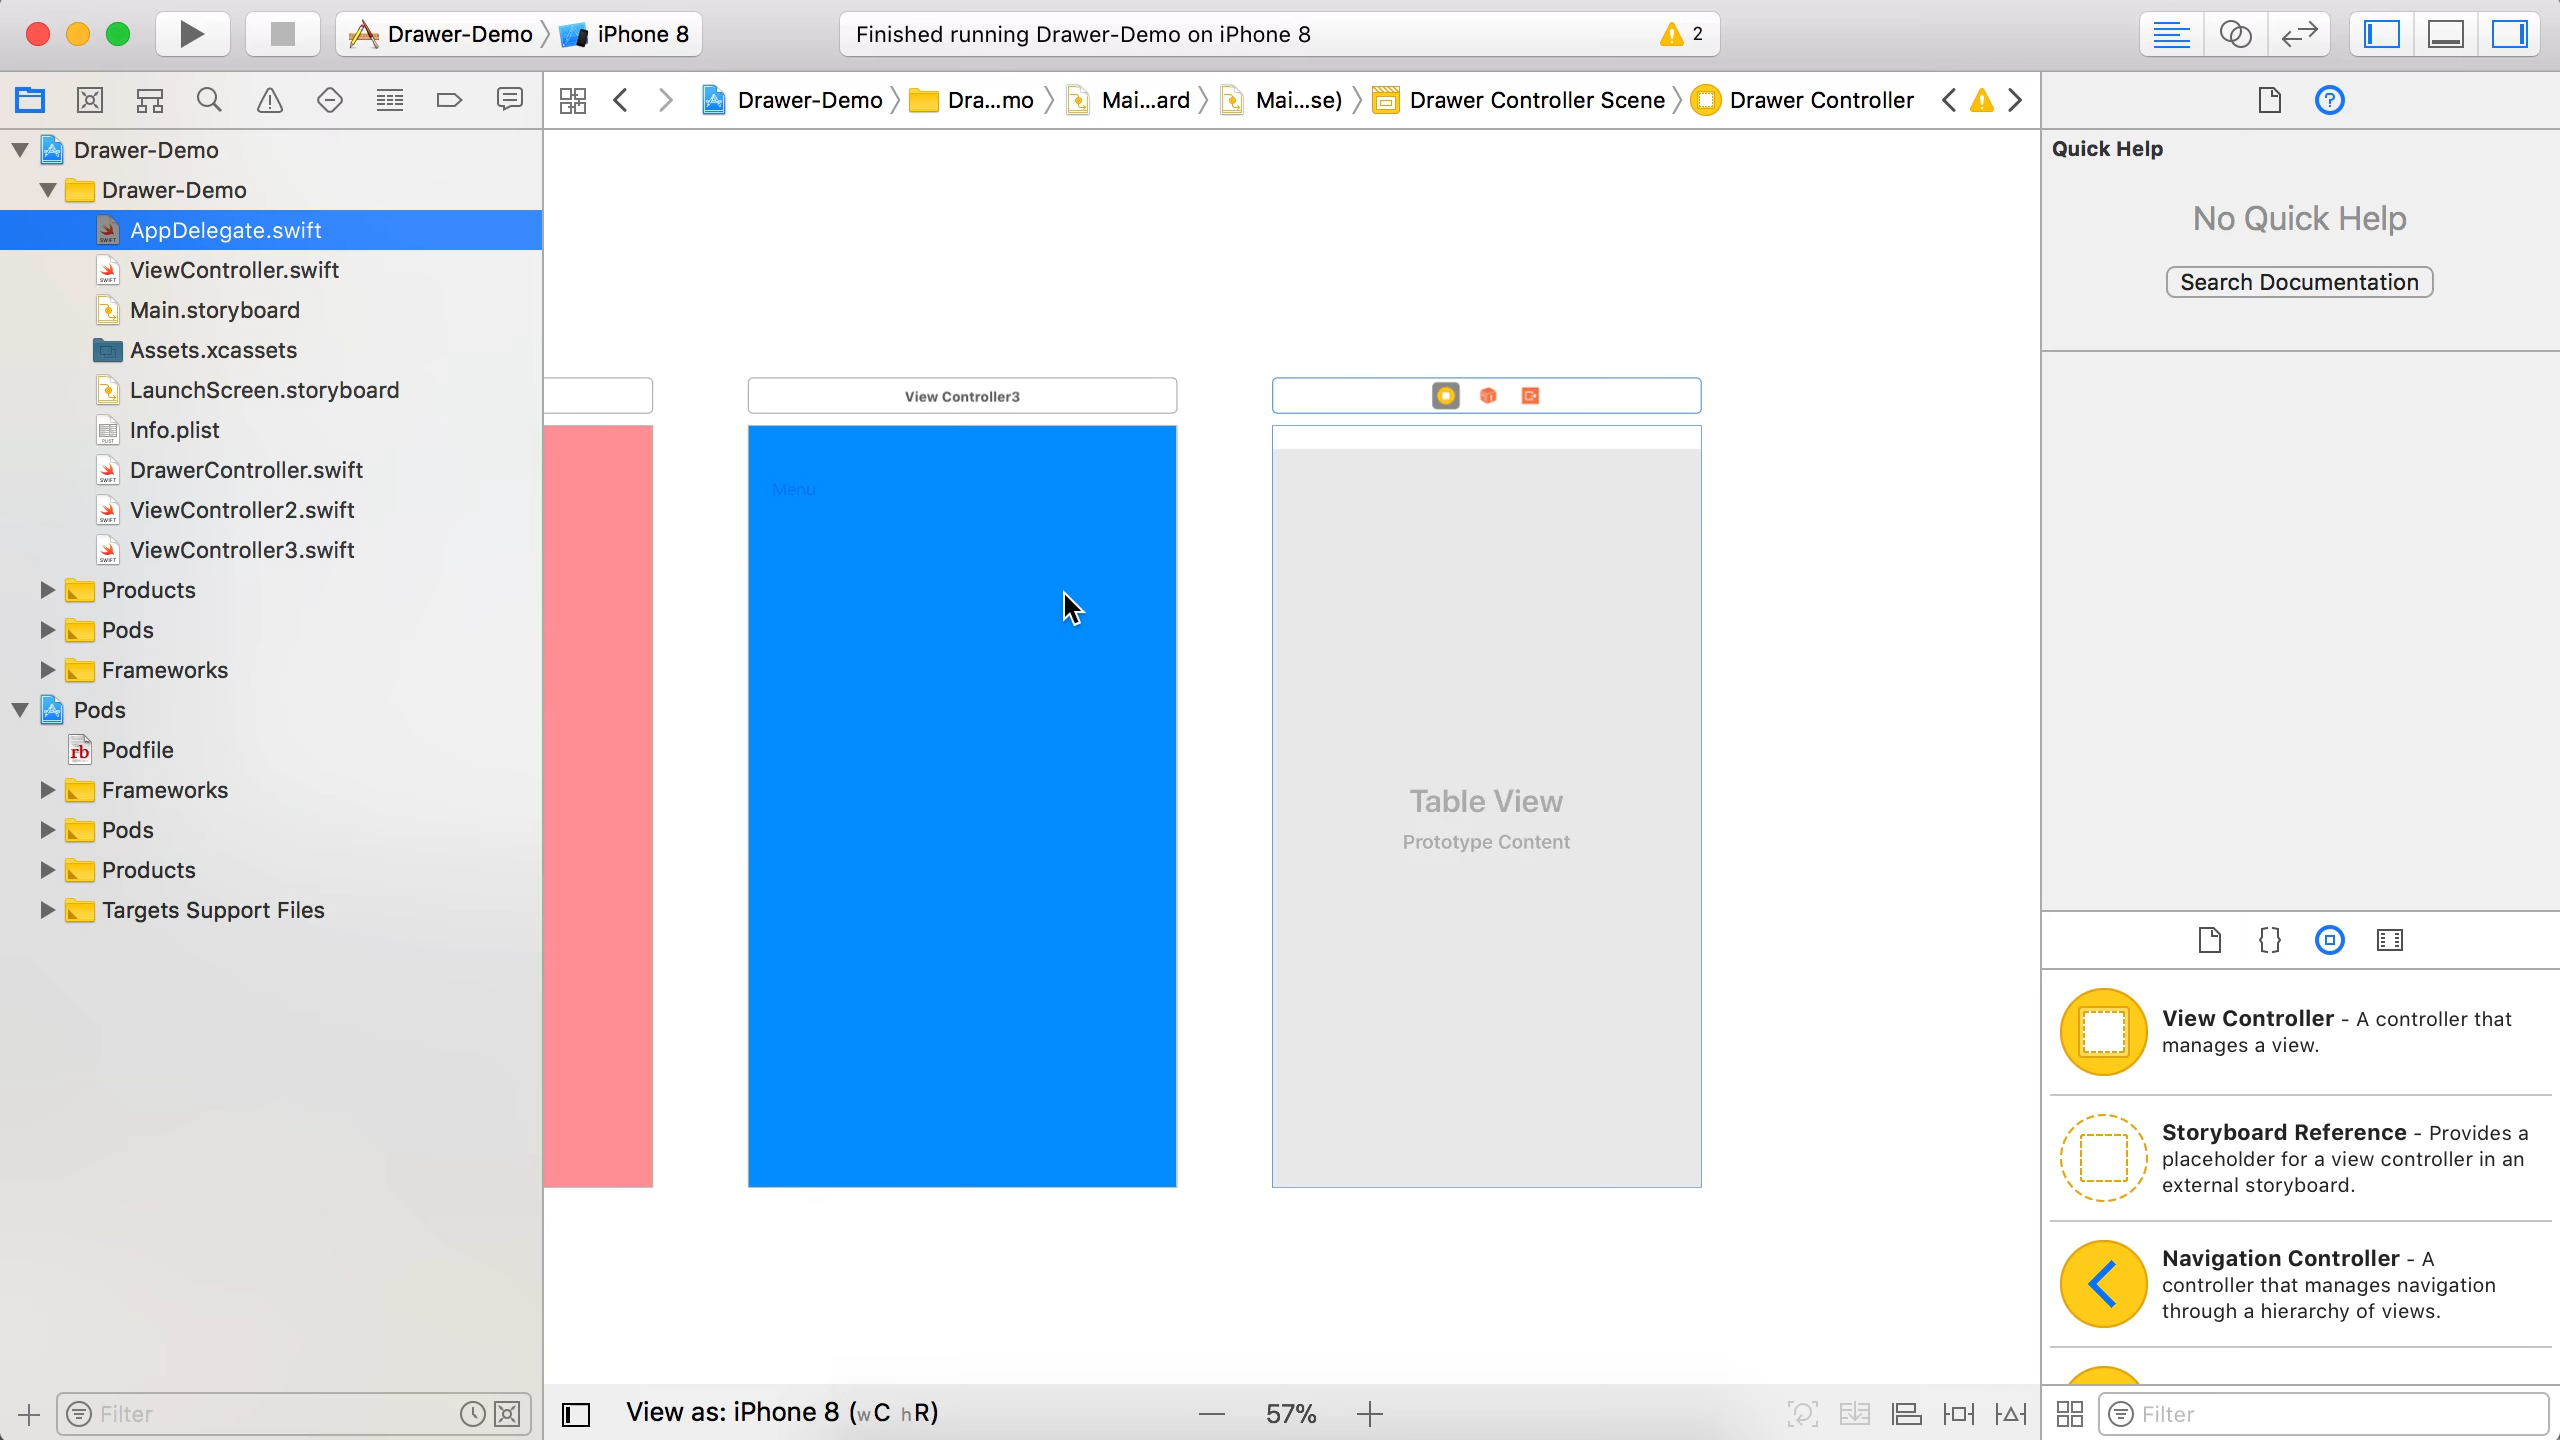 Drawer-Demo iPhone 8
Finished running Drawer-Demo on iPhone 8
2
Drawer-Demo Dra...mo Mai...ard Mai...se) Drawer Controller Scene Drawer Controller
Drawer-Demo
Drawer-Demo
AppDelegate.swift
ViewController.swift
Main.storyboard
Assets.xcassets
LaunchScreen.storyboard
Info.plist
DrawerController.swift
ViewController2.swift
ViewController3.swift
Products
Pods
Frameworks
Pods
rb Podfile
Frameworks
Pods
Products
Targets Support Files
Filter
View Controller3
Menu
Table View
Prototype Content
View as: iPhone 8 (wC hR)
57%
Quick Help
No Quick Help
Search Documentation
{}
View Controller - A controller that
manages a view.
Storyboard Reference - Provides a
placeholder for a view controller in an
external storyboard.
Navigation Controller - A
controller that manages navigation
through a hierarchy of views.
Filter